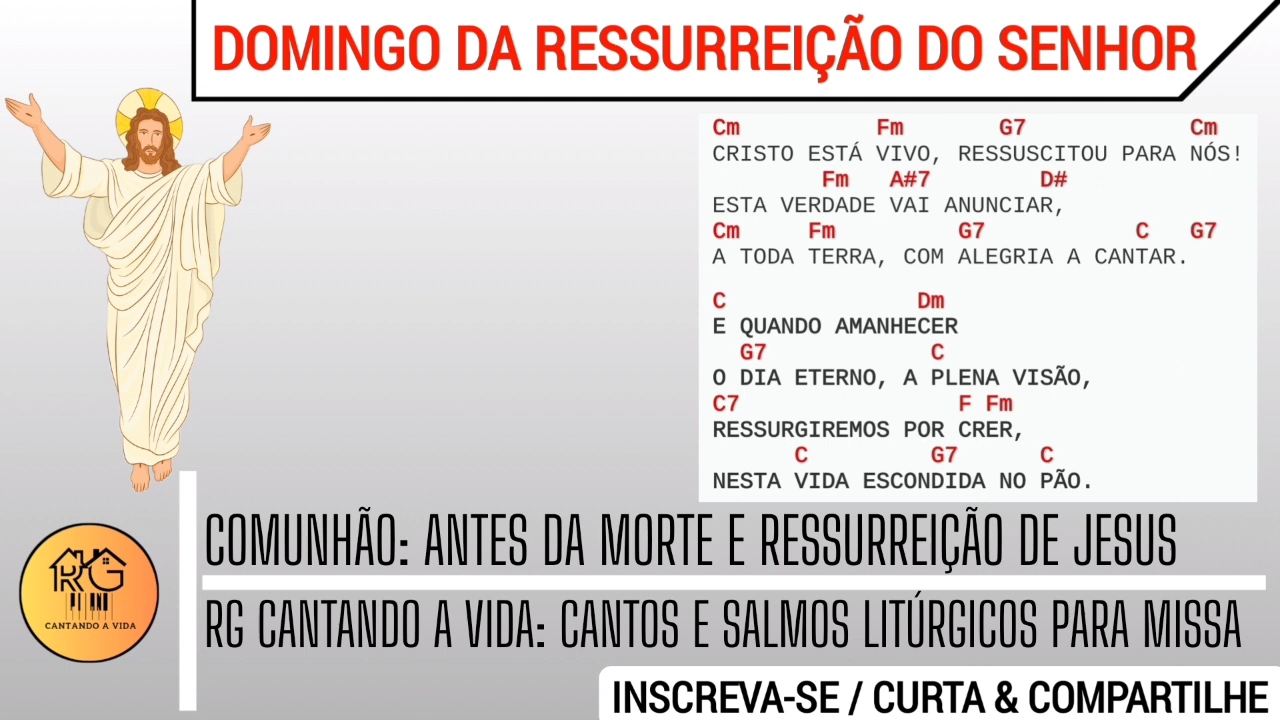 DOMINGO DA RESSURREIÇÃO DO SENHOR
Cm Fm G7 Cm
CRISTO ESTÁ VIVO, RESSUSCITOU PARA NÓS!
Fm A#7 D#
ESTA VERDADE VAI ANUNCIAR,
Cm Fm G7 C G7
A TODA TERRA, COM ALEGRIA A CANTAR.
C Dm
E QUANDO AMANHECER
G7 C
O DIA ETERNO, A PLENA VISÃO,
C7 F Fm
RESSURGIREMOS POR CRER,
C G7 C
NESTA VIDA ESCONDIDA NO PÃO.
COMUNHÃO: ANTES DA MORTE E RESSURREIÇÃO DE JESUS
RG CANTANDO A VIDA: CANTOS E SALMOS LITÚRGICOS PARA MISSA
RG
CANTANDO A VIDA
INSCREVA-SE / CURTA & COMPARTILHE